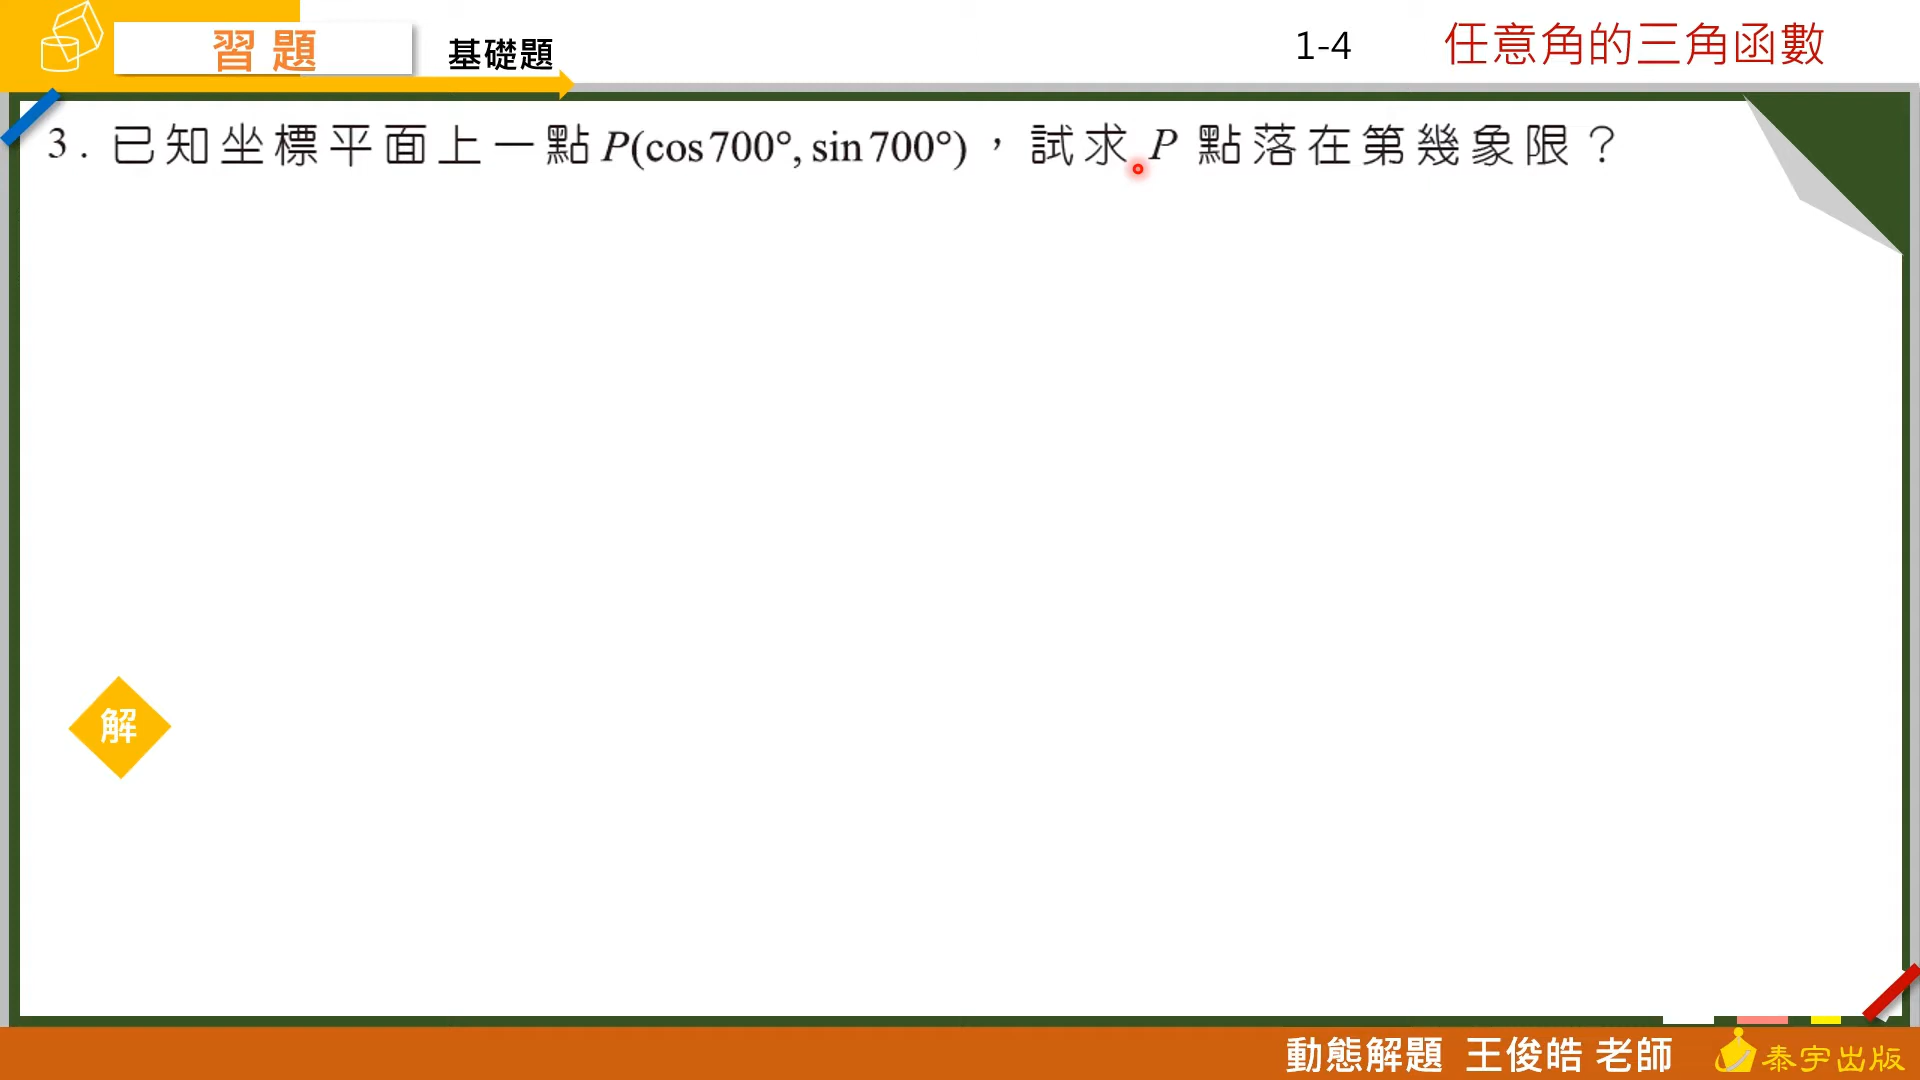 習題
基礎題
1-4 任意角的三角函數
3. 已知坐標平面上一點P(cos700°, sin700°)，試求P點落在第幾象限？
解
動態解題 王俊皓 老師
泰宇出版